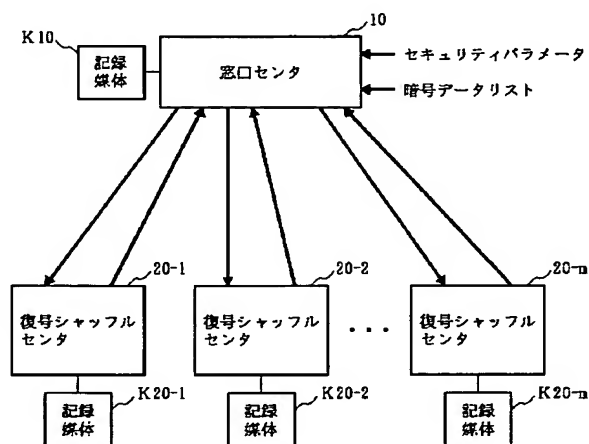 10
K10
記録
媒体
窓口センタ
セキュリティパラメータ
暗号データリスト
20-1
20-2
20-n
復号シャッフル
センタ
復号シャッフル
センタ
...
復号シャッフル
センタ
K20-1
K20-2
K20-n
記録
媒体
記録
媒体
記録
媒体